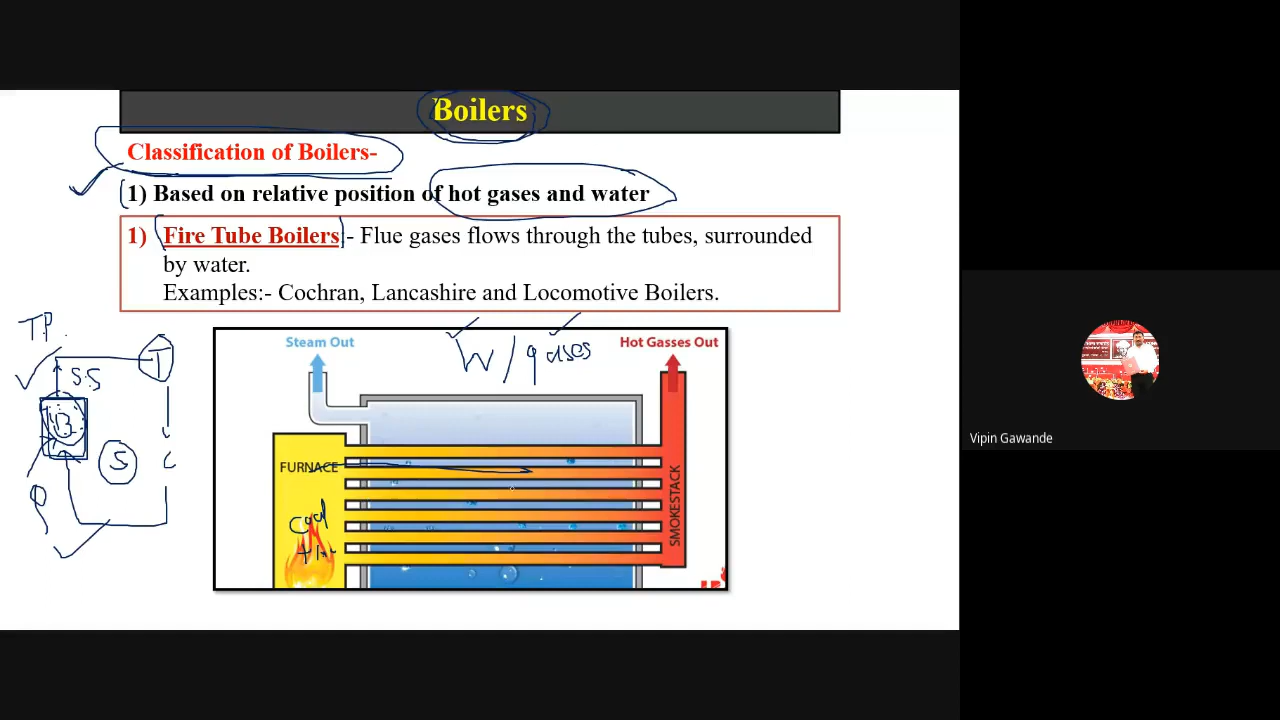 Boilers
Classification of Boilers-
1) Based on relative position of hot gases and water
1) Fire Tube Boilers:- Flue gases flows through the tubes, surrounded
by water.
Examples:- Cochran, Lancashire and Locomotive Boilers.
T.P.
T
S.S
B
S
C
Steam Out
W/gases
Hot Gasses Out
FURNACE
SMOKESTACK
Vipin Gawande